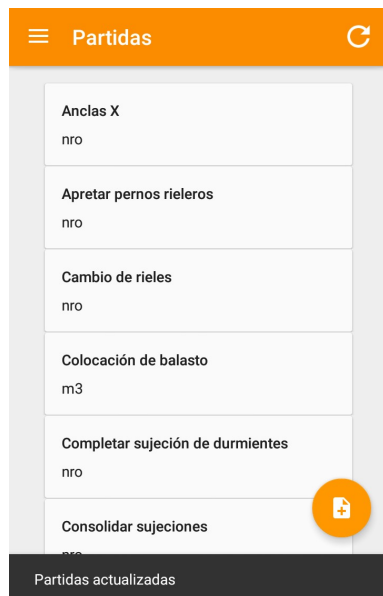 Partidas
Anclas X
nro
Apretar pernos rieleros
nro
Cambio de rieles
nro
Colocación de balasto
m3
Completar sujeción de durmientes
nro
Consolidar sujeciones
nro
Partidas actualizadas